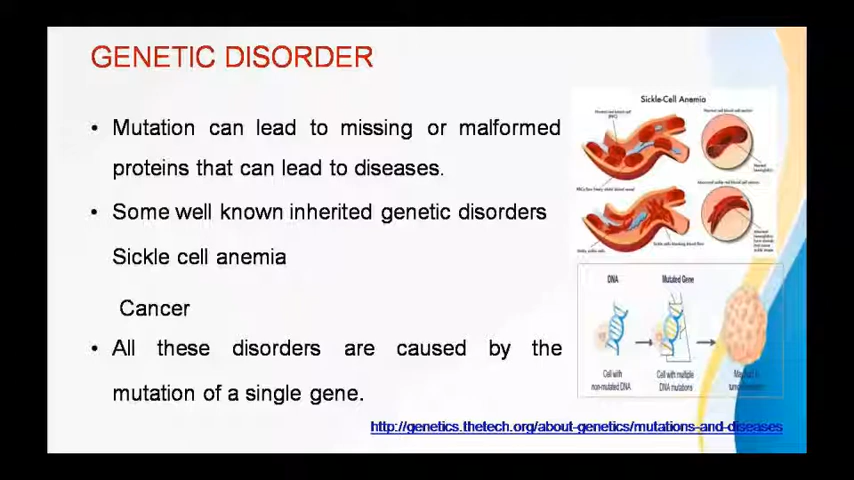 GENETIC DISORDER
• Mutation can lead to missing or malformed
proteins that can lead to diseases.
• Some well known inherited genetic disorders
Sickle cell anemia
Cancer
• All these disorders are caused by the
mutation of a single gene.
http://genetics.thetech.org/about-genetics/mutations-and-diseases
Sickle-Cell Anemia
DNA
Mutated Gene
Cell with
non-mutated DNA
Cell with multiple
DNA mutations